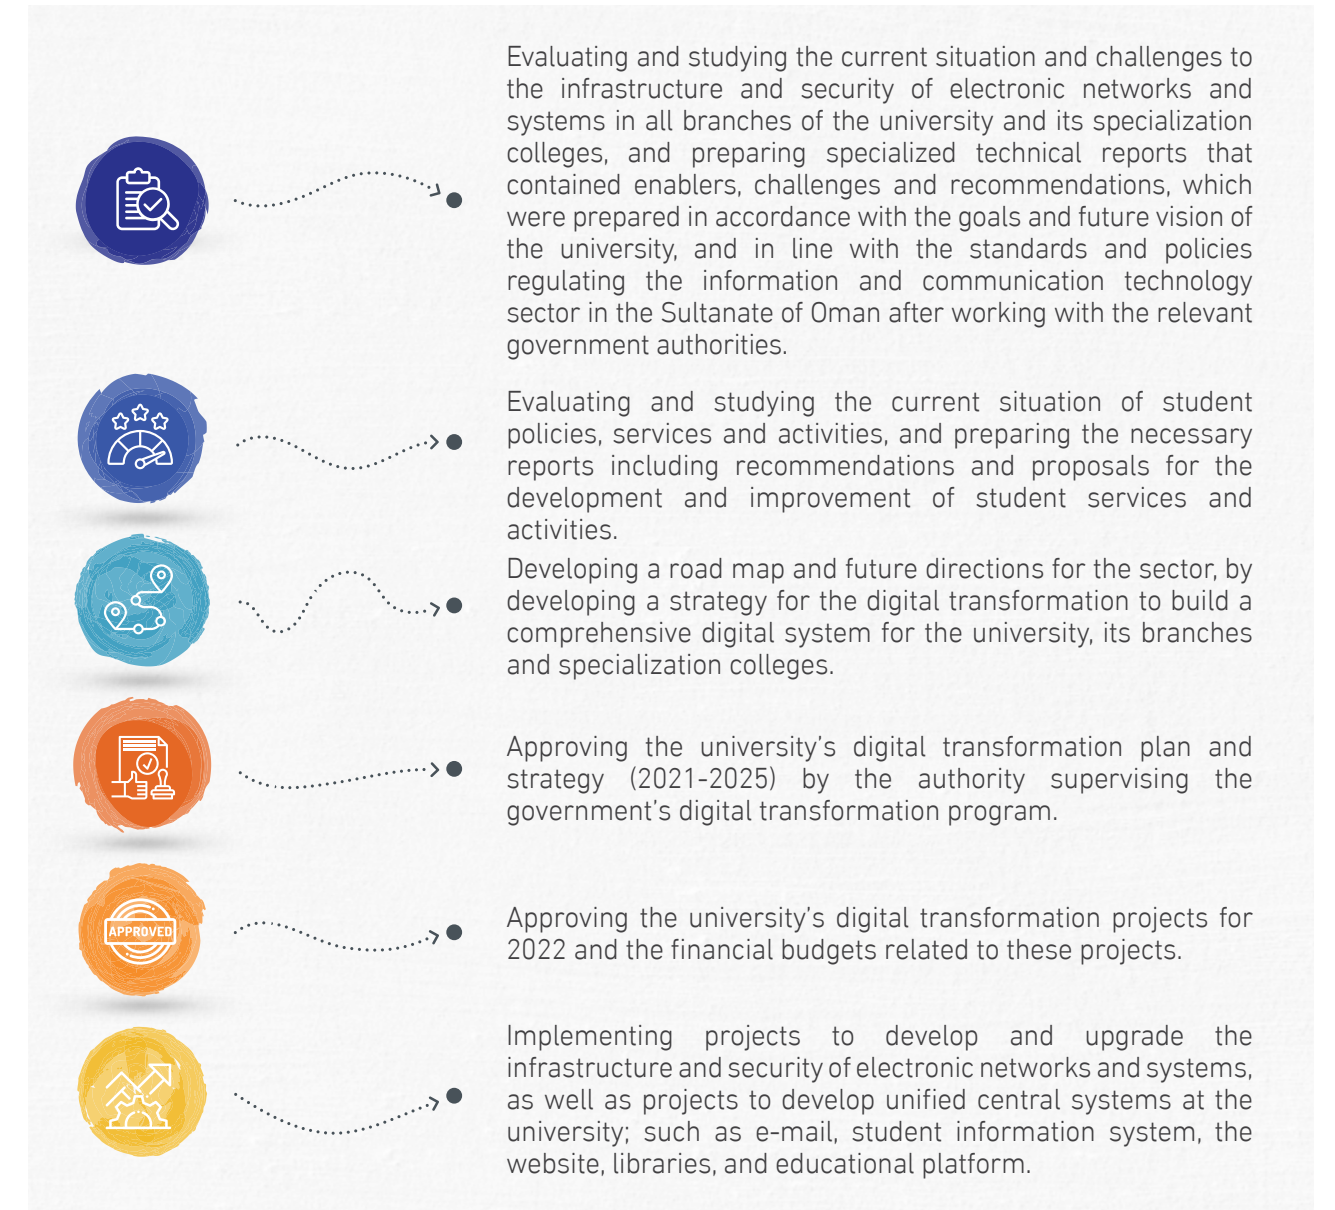 Evaluating and studying the current situation and challenges to
the infrastructure and security of electronic networks and
systems in all branches of the university and its specialization
colleges, and preparing specialized technical reports that
contained enablers, challenges and recommendations, which
were prepared in accordance with the goals and future vision of
the university, and in line with the standards and policies
regulating the information and communication technology
sector in the Sultanate of Oman after working with the relevant
government authorities.
Evaluating and studying the current situation of student
policies, services and activities, and preparing the necessary
reports including recommendations and proposals for the
development and improvement of student services and
activities.
Developing a road map and future directions for the sector, by
developing a strategy for the digital transformation to build a
comprehensive digital system for the university, its branches
and specialization colleges.
Approving the university’s digital transformation plan and
strategy (2021-2025) by the authority supervising the
government’s digital transformation program.
APPROVED
Approving the university’s digital transformation projects for
2022 and the financial budgets related to these projects.
Implementing projects to develop and upgrade the
infrastructure and security of electronic networks and systems,
as well as projects to develop unified central systems at the
university; such as e-mail, student information system, the
website, libraries, and educational platform.